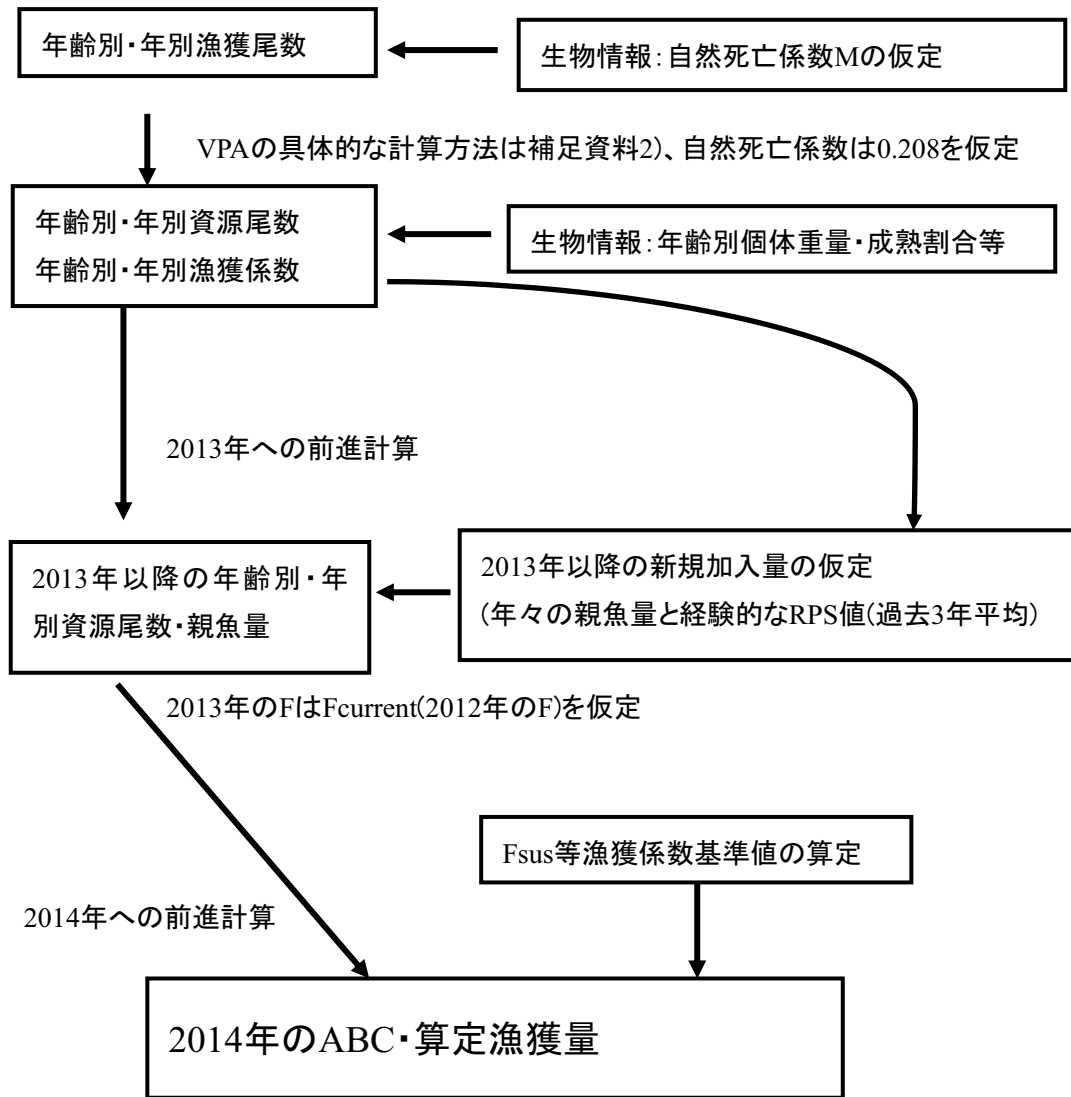 年齢別・年別漁獲尾数
生物情報：自然死亡係数Mの仮定
VPAの具体的な計算方法は補足資料2）、自然死亡係数は0.208を仮定
年齢別・年別資源尾数
年齢別・年別漁獲係数
生物情報：年齢別個体重量・成熟割合等
2013年への前進計算
2013年以降の年齢別・年
別資源尾数・親魚量
2013年以降の新規加入量の仮定
（年々の親魚量と経験的なRPS値(過去3年平均）
2013年のFはFcurrent(2012年のF)を仮定
Fsus等漁獲係数基準値の算定
2014年への前進計算
2014年のABC・算定漁獲量